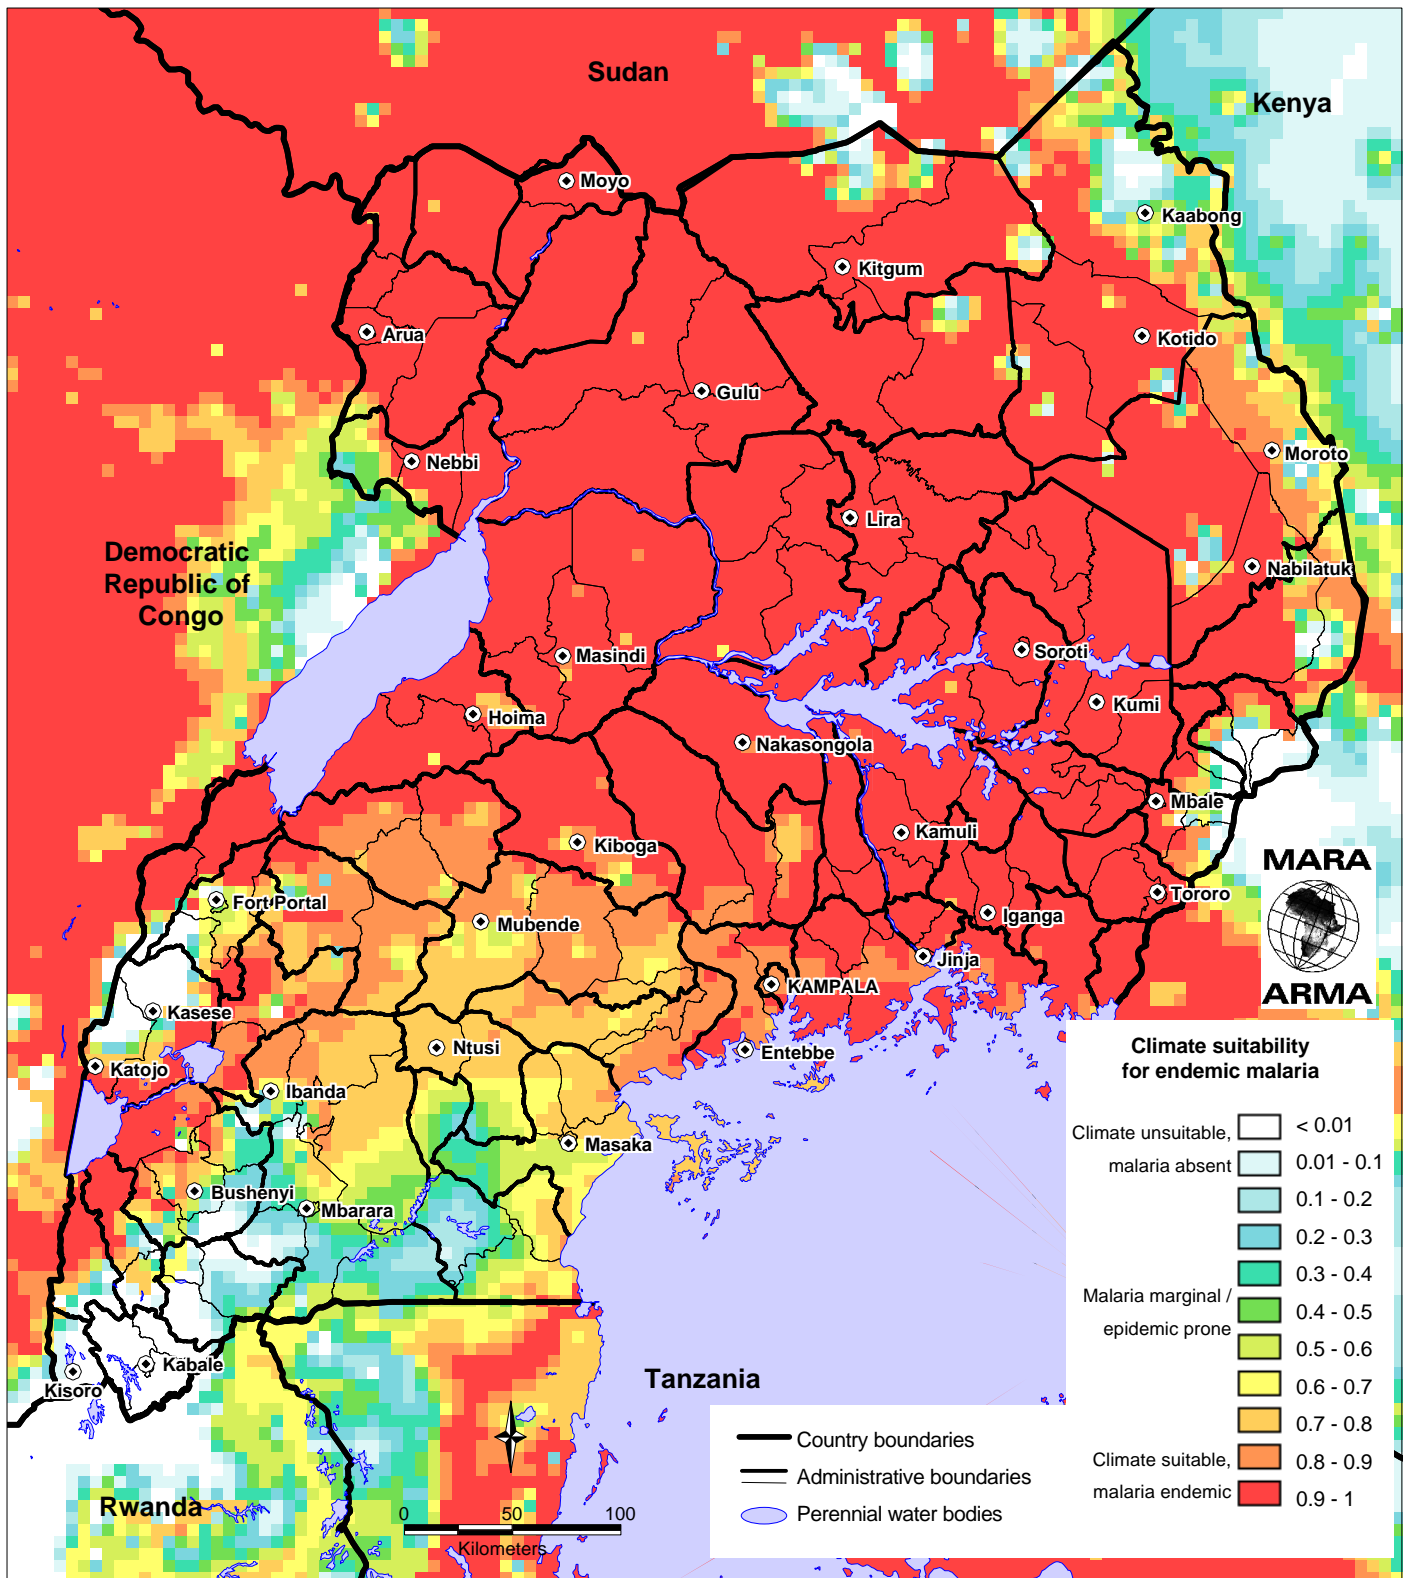 Sudan
Kenya
Moyo
Kaabong
Kitgum
Arua
Kotido
Gulu
Moroto
Nebbi
Lira
Democratic
Republic of
Congo
Nabilatuk
Masindi
Soroti
Hoima
Kumi
Nakasongola
Mbale
Kamuli
Kiboga
MARA
Tororo
Fort Portal
Iganga
Mubende
Jinja
KAMPALA
ARMA
Kasese
Ntusi
Entebbe
Katojo
Ibanda
Masaka
Bushenyi
Mbarara
Kabale
Kisoro
Tanzania
Rwanda
Climate suitability
for endemic malaria
Climate unsuitable,
malaria absent
< 0.01
0.01 - 0.1
0.1 - 0.2
0.2 - 0.3
0.3 - 0.4
Malaria marginal /
epidemic prone
0.4 - 0.5
0.5 - 0.6
0.6 - 0.7
0.7 - 0.8
Climate suitable,
malaria endemic
0.8 - 0.9
0.9 - 1
Country boundaries
Administrative boundaries
Perennial water bodies
0 50 100
Kilometers